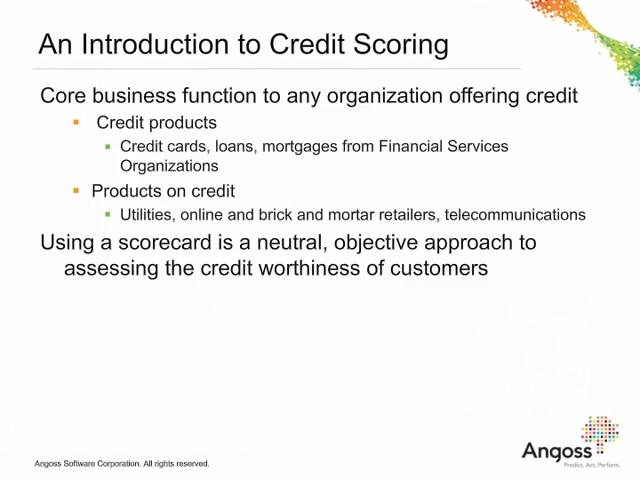 An Introduction to Credit Scoring
Core business function to any organization offering credit
Credit products
Credit cards, loans, mortgages from Financial Services
Organizations
Products on credit
Utilities, online and brick and mortar retailers, telecommunications
Using a scorecard is a neutral, objective approach to
assessing the credit worthiness of customers
Angoss
Predict. Act. Perform.
Angoss Software Corporation. All rights reserved.